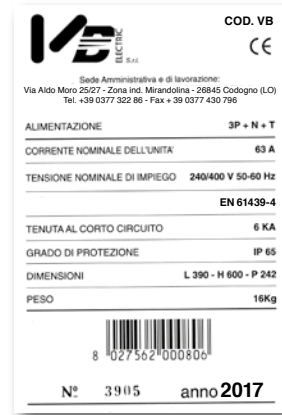 VB ELECTRIC S.r.l.
COD. VB
CE
Sede Amministrativa e di lavorazione:
Via Aldo Moro 25/27 - Zona ind. Mirandolina - 26845 Codogno (LO)
Tel. +39 0377 322 86 - Fax + 39 0377 430 796
ALIMENTAZIONE 3P + N + T
CORRENTE NOMINALE DELL'UNITA' 63 A
TENSIONE NOMINALE DI IMPIEGO 240/400 V 50-60 Hz
EN 61439-4
TENUTA AL CORTO CIRCUITO 6 KA
GRADO DI PROTEZIONE IP 65
DIMENSIONI L 390 - H 600 - P 242
PESO 16Kg
8 027562 000806
Nº 3905 anno 2017